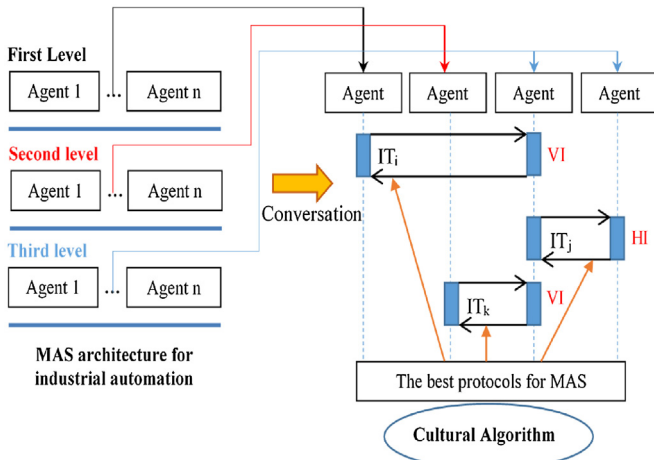 First Level
Agent 1 ... Agent n
Second level
Agent 1 ... Agent n
Third level
Agent 1 ... Agent n
MAS architecture for
industrial automation
Conversation
Agent Agent Agent Agent
ITi VI
ITj HI
ITk VI
The best protocols for MAS
Cultural Algorithm